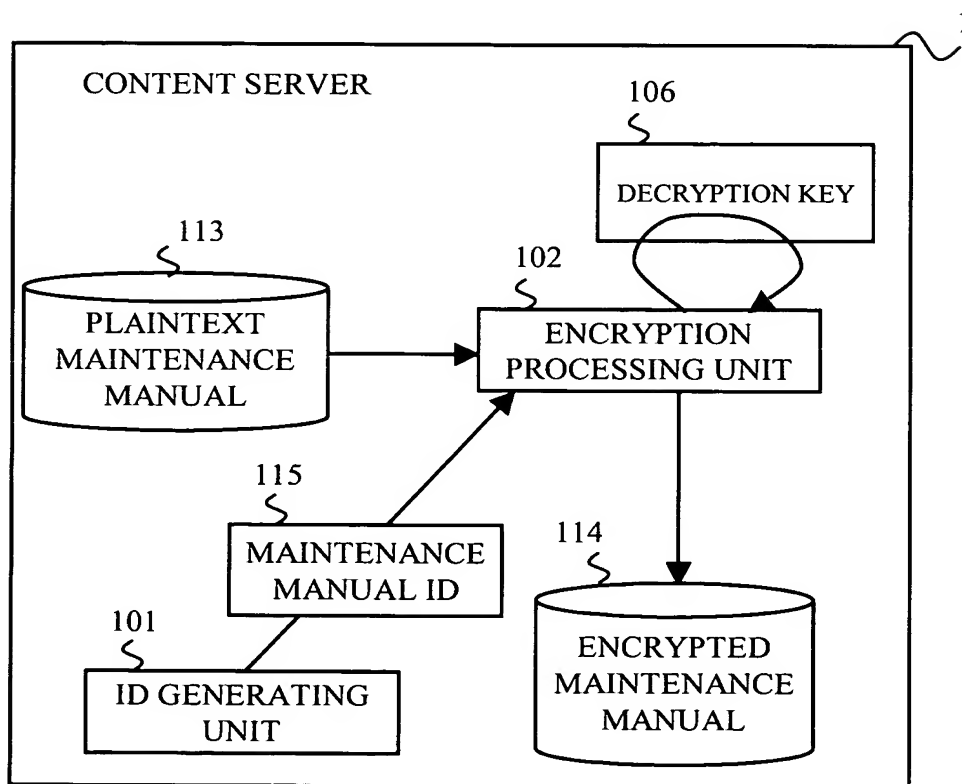 CONTENT SERVER
106
DECRYPTION KEY
113
PLAINTEXT
MAINTENANCE
MANUAL
102
ENCRYPTION
PROCESSING UNIT
115
MAINTENANCE
MANUAL ID
114
ENCRYPTED
MAINTENANCE
MANUAL
101
ID GENERATING
UNIT